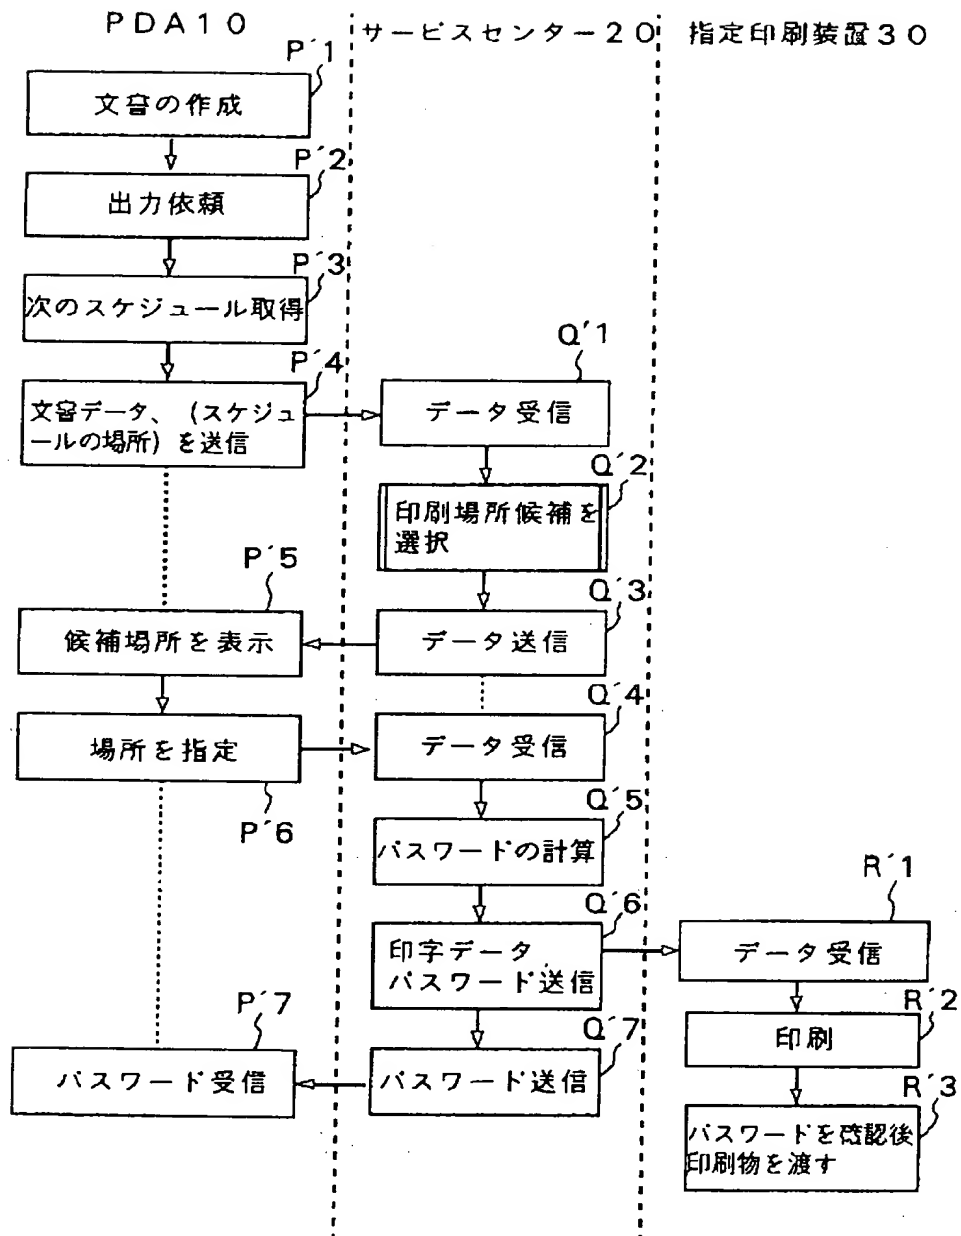 PDA10
サービスセンター20
指定印刷装置30
P'1
文書の作成
P'2
出力依頼
P'3
次のスケジュール取得
P'4
文書データ、(スケジュ
ールの場所)を送信
Q'1
データ受信
Q'2
印刷場所候補を
選択
P'5
候補場所を表示
Q'3
データ送信
P'6
場所を指定
Q'4
データ受信
Q'5
パスワードの計算
Q'6
印字データ
パスワード送信
R'1
データ受信
R'2
印刷
P'7
パスワード受信
Q'7
パスワード送信
R'3
パスワードを確認後
印刷物を渡す